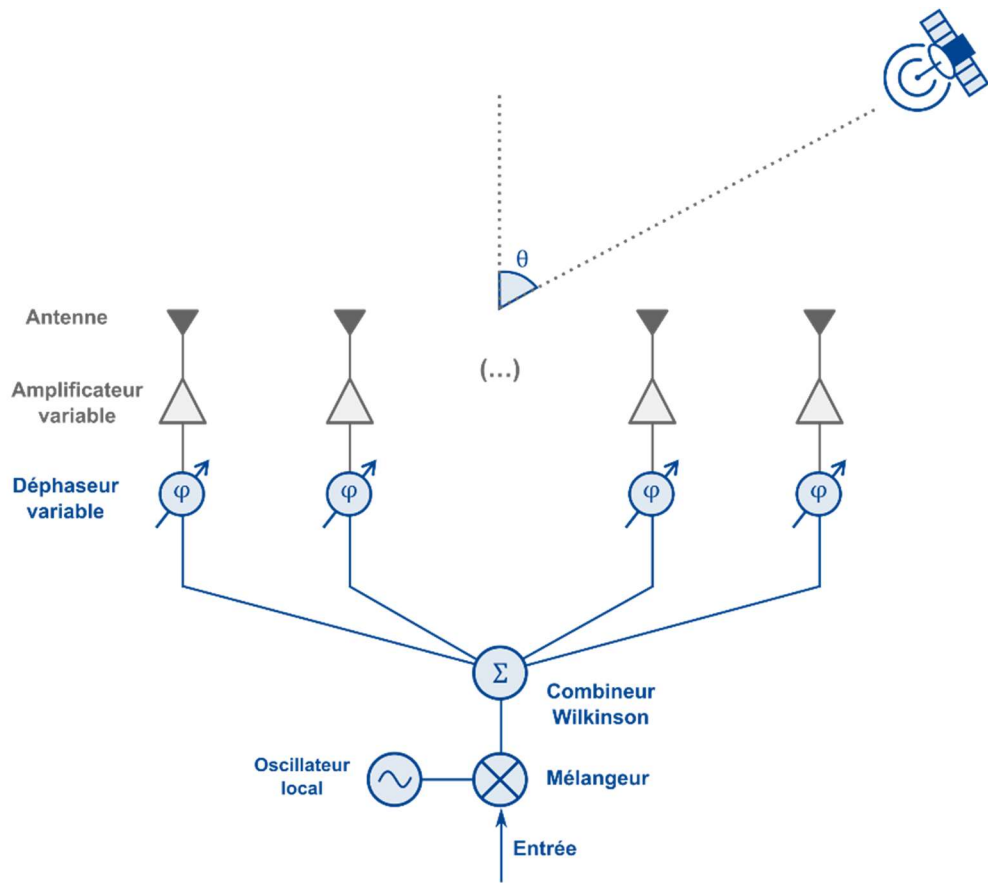 θ
Antenne
(...)
Amplificateur
variable
Déphaseur
variable
φ
φ
φ
φ
Σ
Combineur
Wilkinson
Oscillateur
local
Mélangeur
Entrée